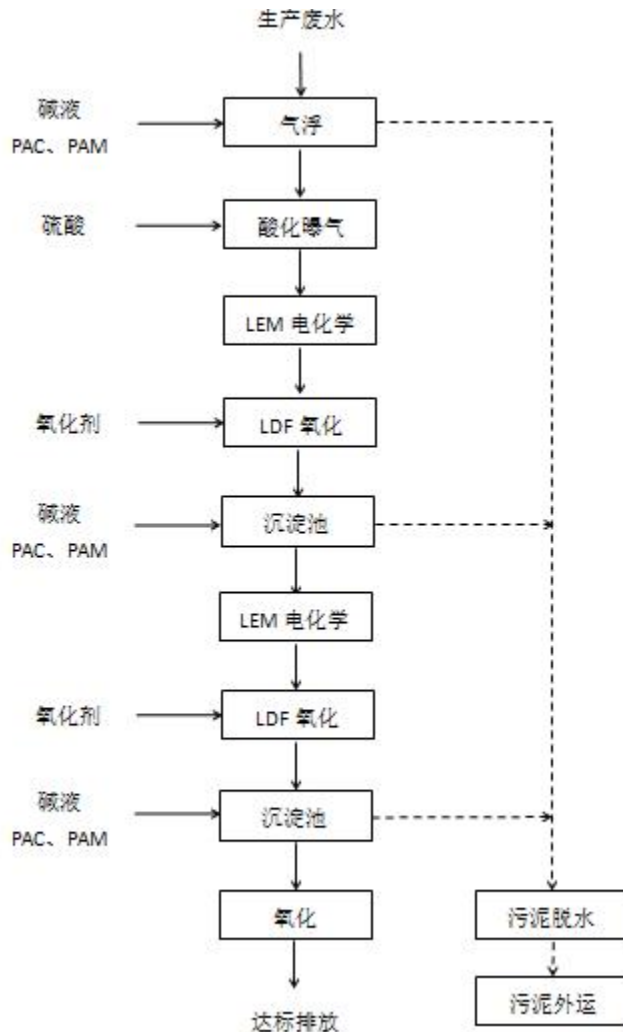 生产废水
碱液
PAC、PAM
气浮
硫酸
酸化曝气
LEM 电化学
氧化剂
LDF 氧化
碱液
PAC、PAM
沉淀池
LEM 电化学
氧化剂
LDF 氧化
碱液
PAC、PAM
沉淀池
氧化
污泥脱水
达标排放
污泥外运